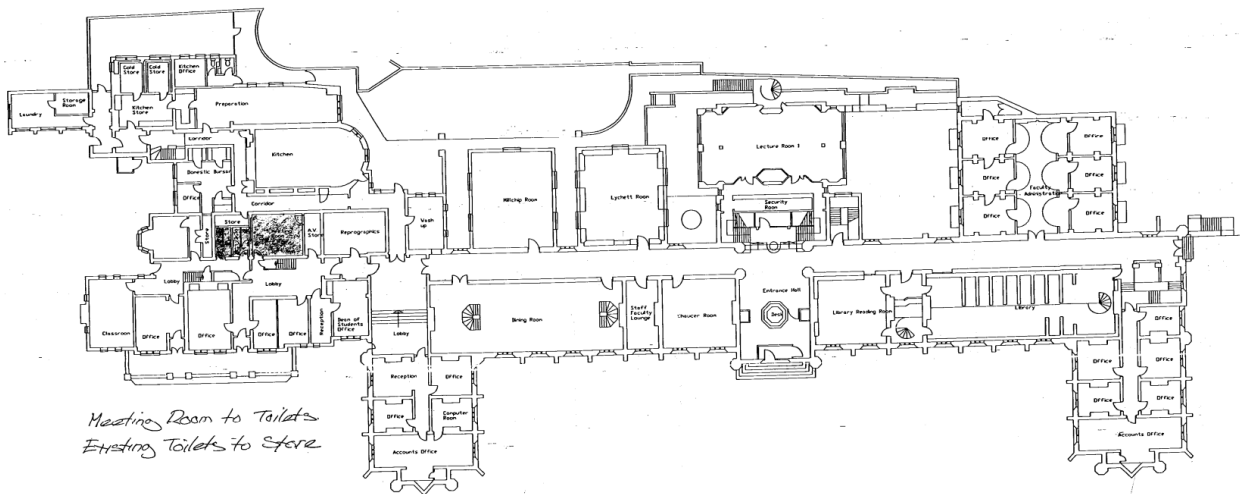 Cold Store
Cold Store
Kitchen Office
Storage Room
Laundry
Kitchen Store
Preparation
Corridor
Kitchen
Domestic Bursar
Office
Corridor
Store
Store
A.V. Store
Reprographics
Wash up
Millchip Room
Lychett Room
Lecture Room 1
Security Room
Office
Office
Office
Office
Office
Office
Faculty Administration
Lobby
Lobby
Classroom
Office
Office
Office
Office
Reception
Dean of Students Office
Lobby
Dining Room
Staff Faculty Lounge
Chaucer Room
Entrance Hall
Desk
Library Reading Room
Library
Office
Office
Office
Office
Office
Accounts Office
Reception
Office
Office
Computer Room
Accounts Office
Meeting Room to Toilets
Existing Toilets to Store